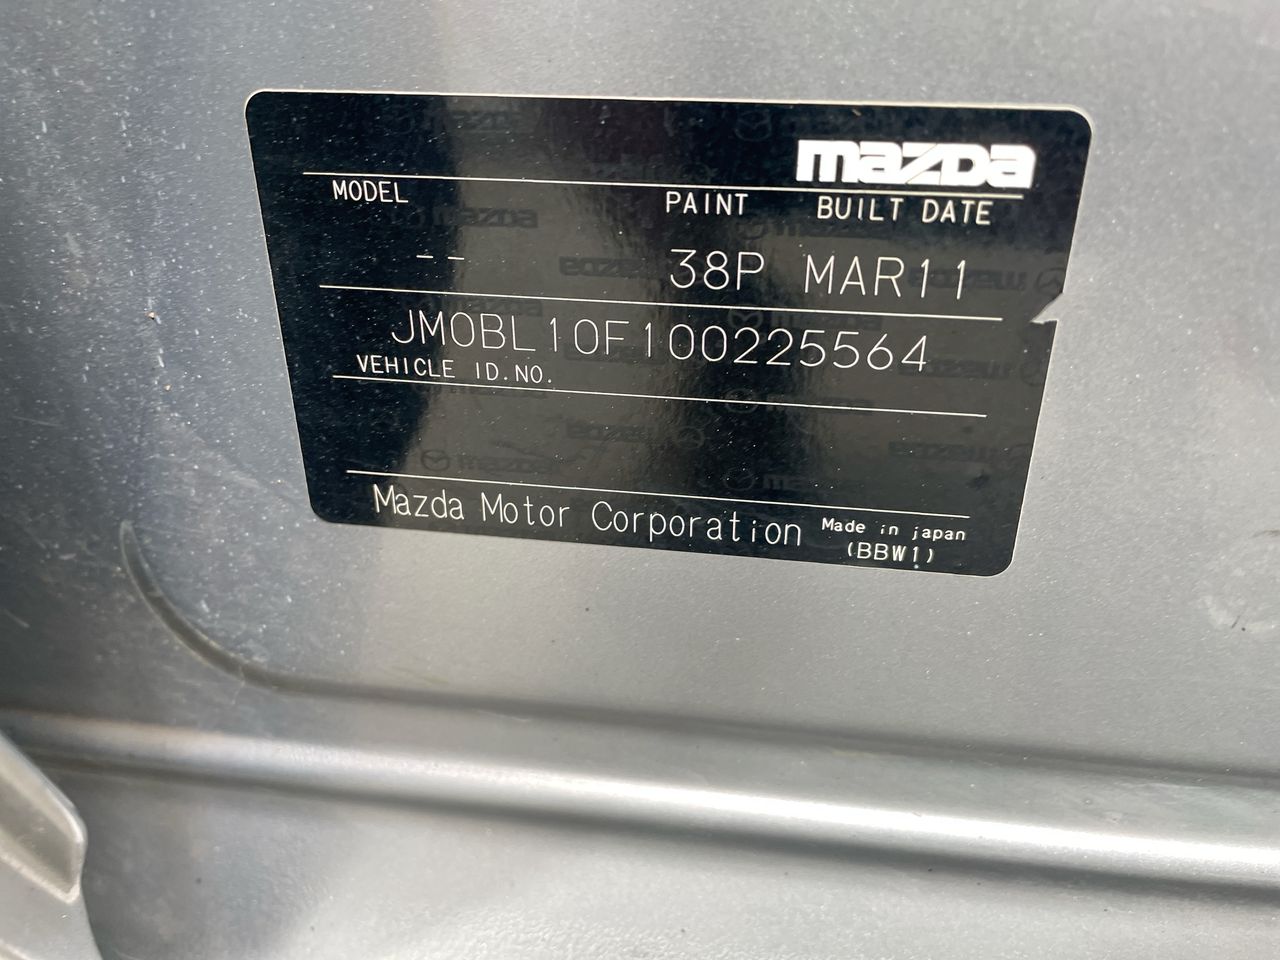 mazda
MODEL PAINT BUILT DATE
-- 38P MAR11
JM0BL10F100225564
VEHICLE ID.NO.
Mazda Motor Corporation Made in japan
(BBW1)